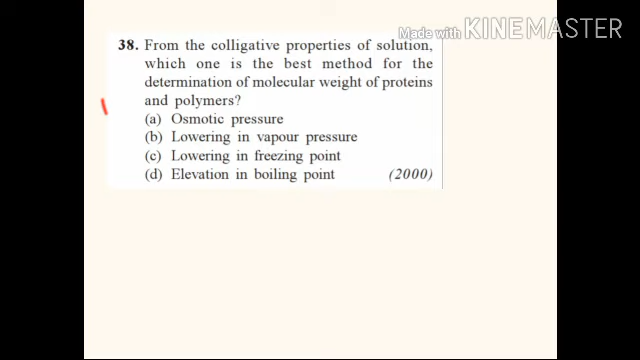 Made with KINEMASTER
38. From the colligative properties of solution,
which one is the best method for the
determination of molecular weight of proteins
and polymers?
(a) Osmotic pressure
(b) Lowering in vapour pressure
(c) Lowering in freezing point
(d) Elevation in boiling point (2000)